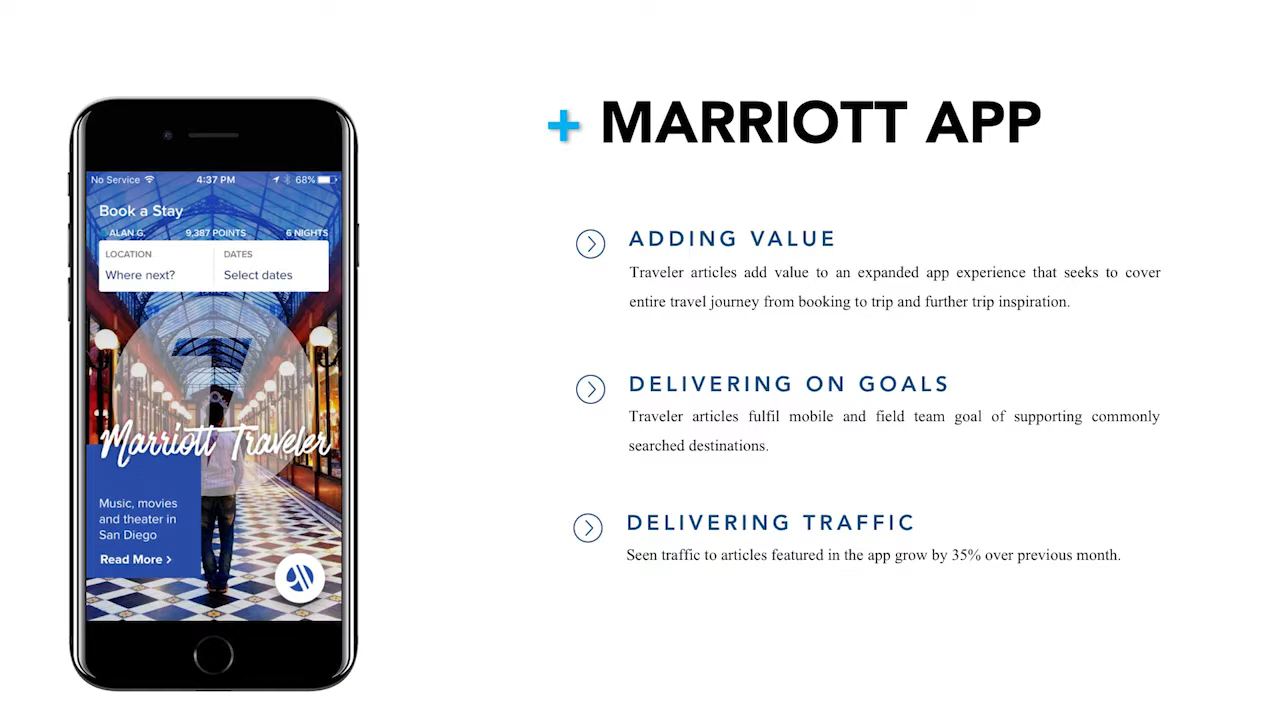 + MARRIOTT APP
No Service 4:37 PM 68%
Book a Stay
ALAN G. 9,387 POINTS 6 NIGHTS
LOCATION DATES
Where next? Select dates
Marriott Traveler
Music, movies
and theater in
San Diego
Read More >
ADDING VALUE
Traveler articles add value to an expanded app experience that seeks to cover
entire travel journey from booking to trip and further trip inspiration.
DELIVERING ON GOALS
Traveler articles fulfil mobile and field team goal of supporting commonly
searched destinations.
DELIVERING TRAFFIC
Seen traffic to articles featured in the app grow by 35% over previous month.